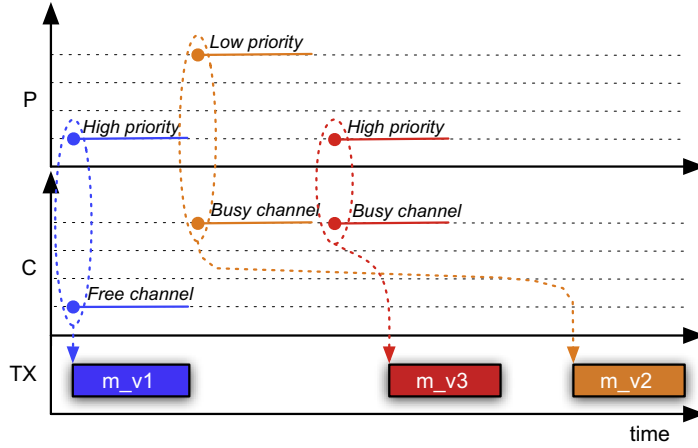 Low priority
P
High priority
High priority
Busy channel
Busy channel
C
Free channel
TX
m_v1
m_v3
m_v2
time